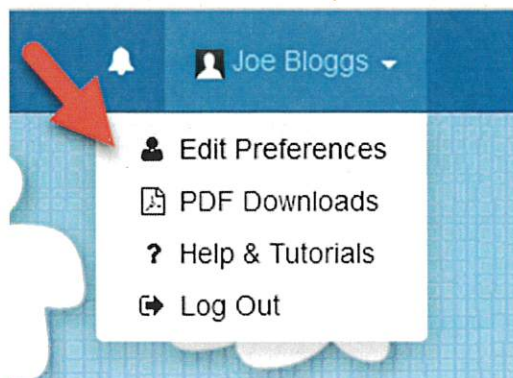 Joe Bloggs
Edit Preferences
PDF Downloads
? Help & Tutorials
Log Out